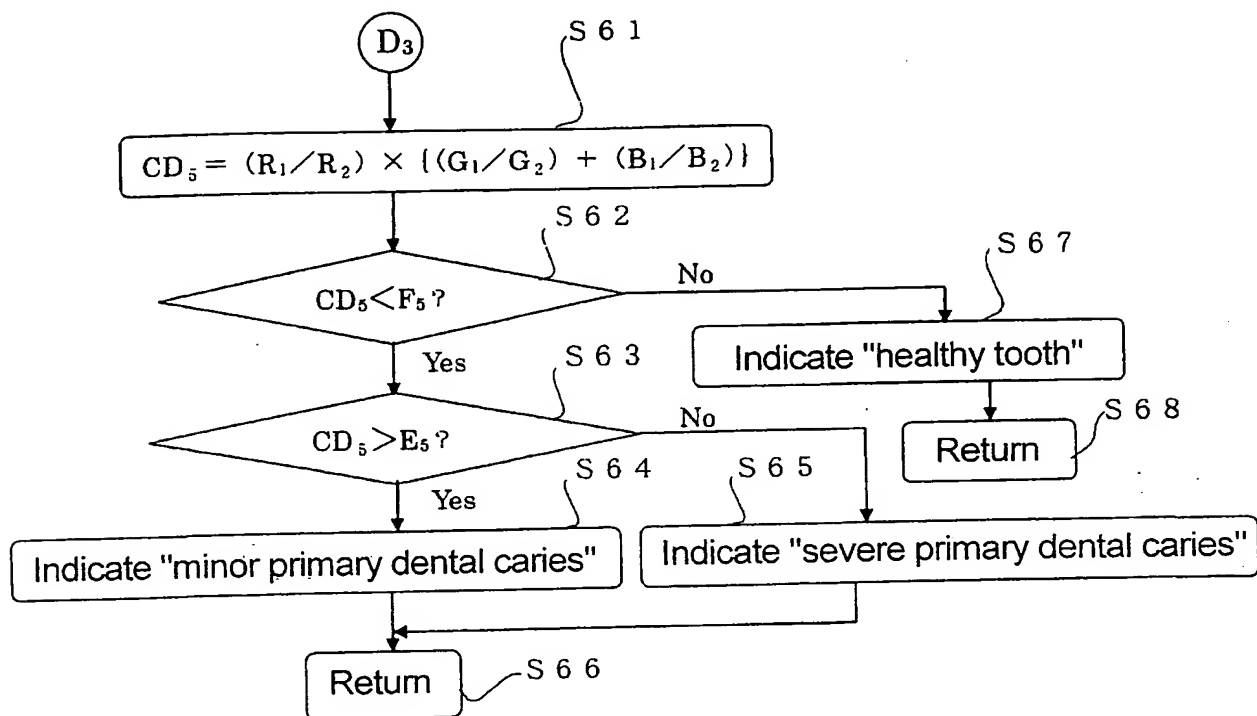 D₃
S61
CD₅= (R₁/R₂) × {(G₁/G₂) + (B₁/B₂)}
S62
CD₅<F₅?
No
S67
Indicate "healthy tooth"
Yes
S63
CD₅>E₅?
No
S68
Return
Yes
S64
S65
Indicate "minor primary dental caries"
Indicate "severe primary dental caries"
Return
S66